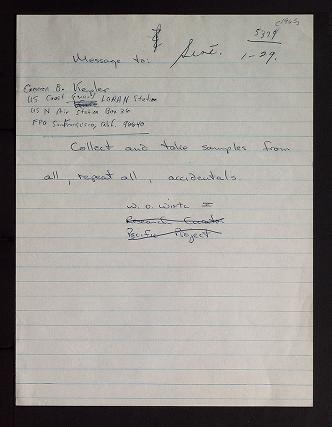 c1965
5379
Sent.
1-29.
Message to:
Cameron B. Kepler
US Coast Guard LORAN Station
US N Air Station Box 36
FPO San Francisco, Calif. 96640
Collect and take samples from
all, repeat all, accidentals.
W. O. Wirtz II
Research Curator
Pacific Project